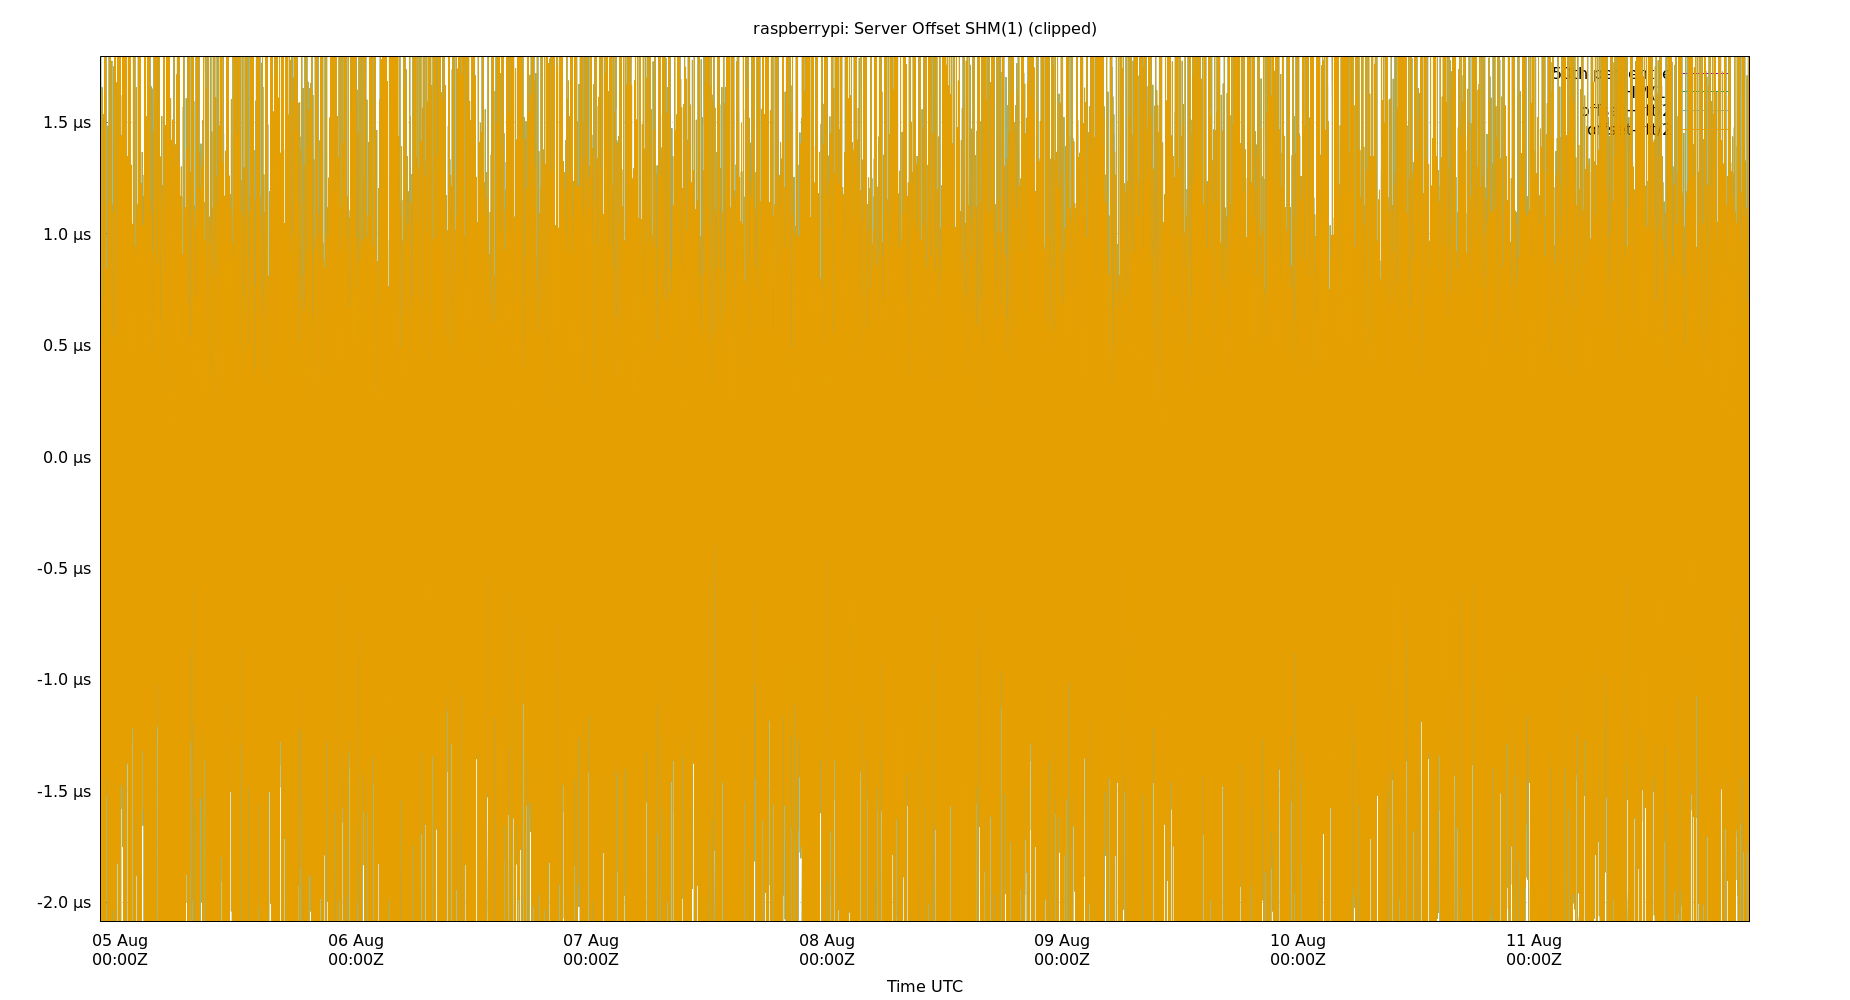 raspberrypi: Server Offset SHM(1) (clipped)
1.5 µs
1.0 µs
0.5 µs
0.0 µs
-0.5 µs
-1.0 µs
-1.5 µs
-2.0 µs
05 Aug 06 Aug 07 Aug 08 Aug 09 Aug 10 Aug 11 Aug
00:00Z 00:00Z 00:00Z 00:00Z 00:00Z 00:00Z 00:00Z
Time UTC